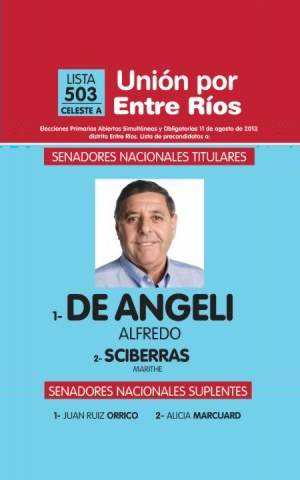 LISTA
503
CELESTE A
Unión por
Entre Ríos
Elecciones Primarias Abiertas Simultáneas y Obligatorias 11 de agosto de 2013
distrito Entre Ríos. Lista de precandidatos a:
SENADORES NACIONALES TITULARES
1- DE ANGELI
ALFREDO
2- SCIBERRAS
MARITHE
SENADORES NACIONALES SUPLENTES
1- JUAN RUIZ ORRICO 2- ALICIA MARCUARD